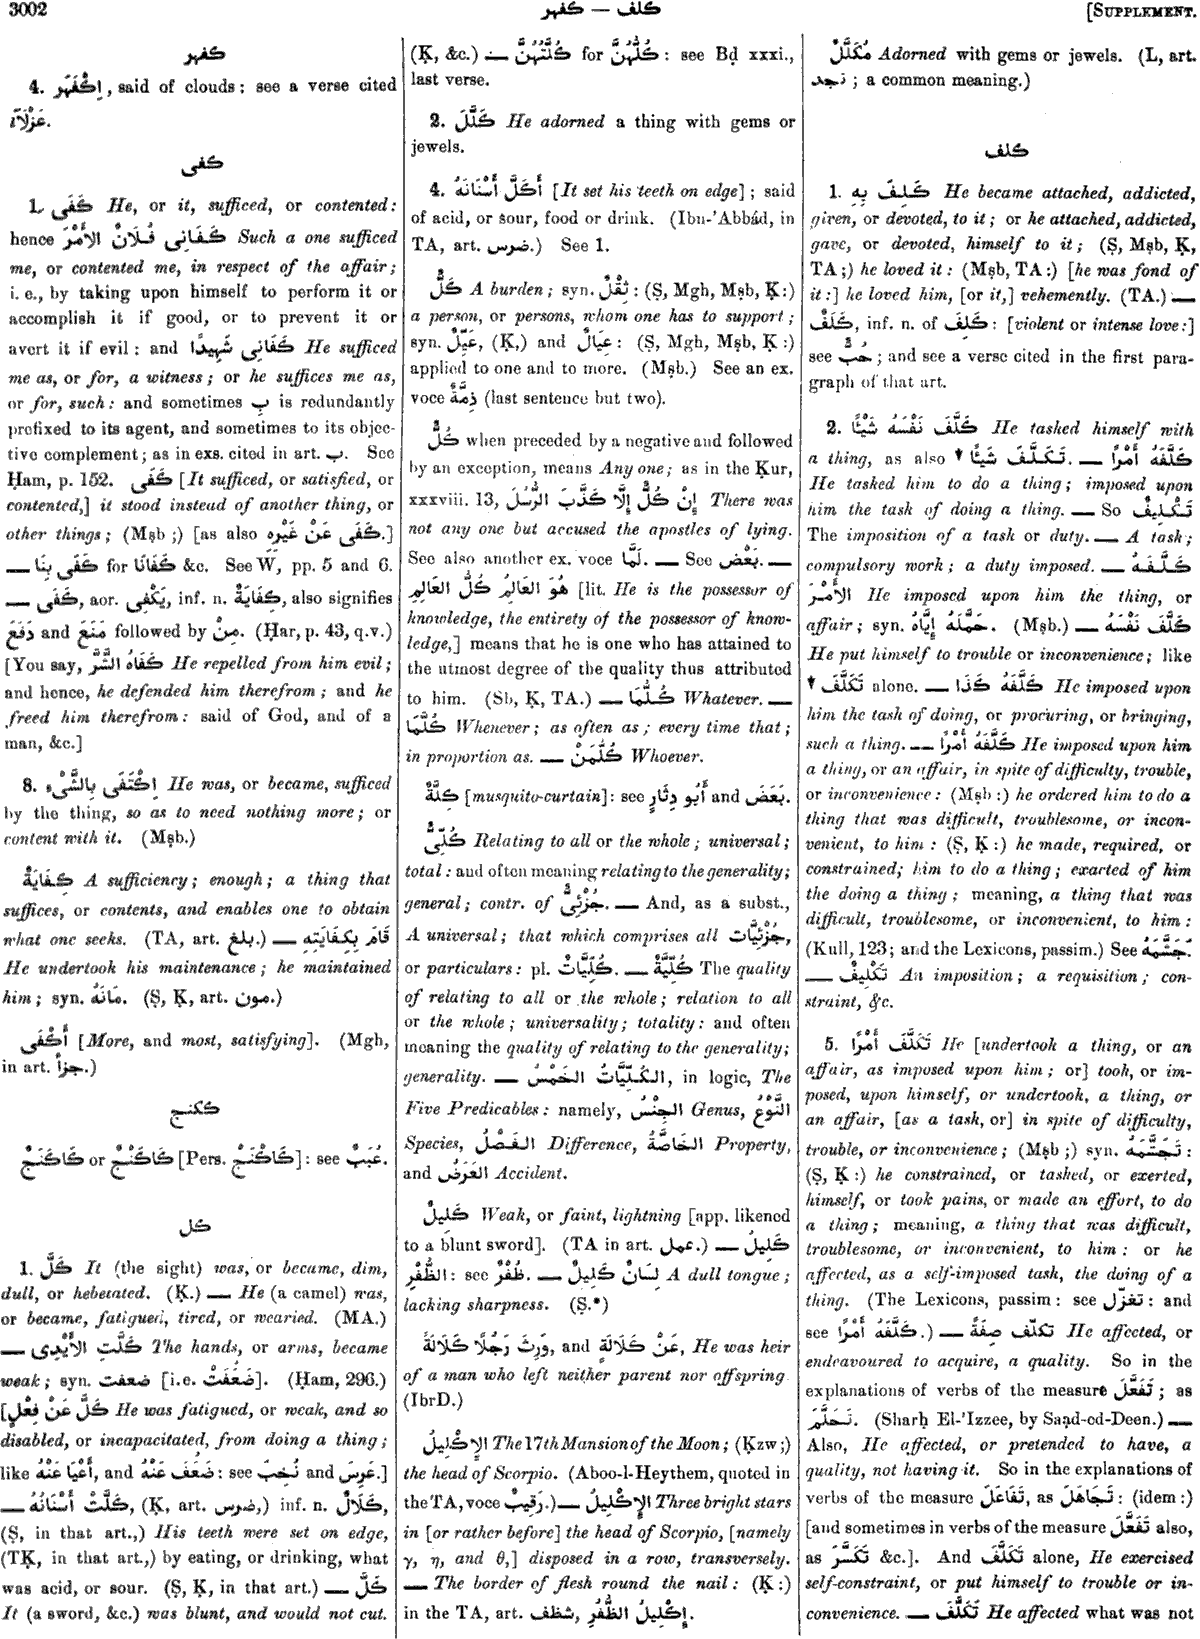 3002
كلف — كفهر
[SUPPLEMENT.
كفهر
4. اِكْفَهَرَّ, said of clouds: see a verse cited
عَزْلَآءُ.
كفى
1. كَفَى He, or it, sufficed, or contented:
hence كَفَانِى فُلَانٌ الأَمْرَ Such a one sufficed
me, or contented me, in respect of the affair;
i. e., by taking upon himself to perform it or
accomplish it if good, or to prevent it or
avert it if evil: and كَفَانِى شَهِيدًا He sufficed
me as, or for, a witness; or he suffices me as,
or for, such: and sometimes بِ is redundantly
prefixed to its agent, and sometimes to its objec-
tive complement; as in exs. cited in art. ب. See
Ḥam, p. 152. كَفَى [It sufficed, or satisfied, or
contented,] it stood instead of another thing, or
other things; (Mṣb;) [as also كَفَى عَنْ غَيْرِهِ.]
— كَفَى بِنَا for كَفَانَا &c. See W, pp. 5 and 6.
— كَفَى, aor. يَكْفِى, inf. n. كِفَايَةٌ, also signifies
دَفَعَ and مَنَعَ followed by مِنْ. (Ḥar, p. 43, q.v.)
[You say, كَفَاهُ الشَّرَّ He repelled from him evil;
and hence, he defended him therefrom; and he
freed him therefrom: said of God, and of a
man, &c.]
8. اِكْتَفَى بِالشَّىْءِ He was, or became, sufficed
by the thing, so as to need nothing more; or
content with it. (Mṣb.)
كِفَايَةٌ A sufficiency; enough; a thing that
suffices, or contents, and enables one to obtain
what one seeks. (TA, art. بلغ.) — قَامَ بِكِفَايَتِهِ
He undertook his maintenance; he maintained
him; syn. مَانَهُ. (Ṣ, Ḳ, art. مون.)
أَكْفَى [More, and most, satisfying]. (Mgh,
in art. جزأ.)
ككنج
كَاكَنْجٌ or كَاكْنَجٌ [Pers. كَاكْنَجْ]: see عُبَبٌ.
كل
1. كَلَّ It (the sight) was, or became, dim,
dull, or hebetated. (Ḳ.) — He (a camel) was,
or became, fatigued, tired, or wearied. (MA.)
— كَلَّتِ الأَيْدِى The hands, or arms, became
weak; syn. ضعفت [i.e. ضَعُفَتْ]. (Ḥam, 296.)
[كَلَّ عَنْ فِعْلٍ He was fatigued, or weak, and so
disabled, or incapacitated, from doing a thing;
like أَعْيَا عَنْهُ, and ضَعُفَ عَنْهُ: see نُخِبَ and عَرِسَ.]
— كَلَّتْ أَسْنَانُهُ, (Ḳ, art. ضرس,) inf. n. كَلَالٌ,
(Ṣ, in that art.,) His teeth were set on edge,
(TḲ, in that art.,) by eating, or drinking, what
was acid, or sour. (Ṣ, Ḳ, in that art.) — كَلَّ
It (a sword, &c.) was blunt, and would not cut.
(Ḳ, &c.) — كُلَّتُهُنَّ for كُلُّهُنَّ: see Bḍ xxxi.,
last verse.
2. كَلَّلَ He adorned a thing with gems or
jewels.
4. أَكَلَّ أَسْنَانَهُ [It set his teeth on edge]; said
of acid, or sour, food or drink. (Ibn-'Abbád, in
TA, art. ضرس.) See 1.
كَلٌّ A burden; syn. ثِقْلٌ: (Ṣ, Mgh, Mṣb, Ḳ:)
a person, or persons, whom one has to support;
syn. عَيِّلٌ, (Ḳ,) and عِيَالٌ: (Ṣ, Mgh, Mṣb, Ḳ:)
applied to one and to more. (Mṣb.) See an ex.
voce ذِمَّةٌ (last sentence but two).
كُلٌّ when preceded by a negative and followed
by an exception, means Any one; as in the Ḳur,
xxxviii. 13, إِنْ كُلٌّ إِلَّا كَذَّبَ الرُّسُلَ There was
not any one but accused the apostles of lying.
See also another ex. voce لَمَّا. — See بَعْضٌ. —
هُوَ العَالِمُ كُلُّ العَالِمِ [lit. He is the possessor of
knowledge, the entirety of the possessor of know-
ledge,] means that he is one who has attained to
the utmost degree of the quality thus attributed
to him. (Sb, Ḳ, TA.) — كُلُّمَا Whatever. —
كُلَّمَا Whenever; as often as; every time that;
in proportion as. — كُلُّمَنْ Whoever.
كِلَّةٌ [musquito-curtain]: see أَبُو دِثَارٍ and بَعَضَ.
كُلِّىٌّ Relating to all or the whole; universal;
total: and often meaning relating to the generality;
general; contr. of جُزْئِىٌّ. — And, as a subst.,
A universal; that which comprises all جُزْئِيَّات,
or particulars: pl. كُلِّيَّاتٌ. — كُلِّيَّةٌ The quality
of relating to all or the whole; relation to all
or the whole; universality; totality: and often
meaning the quality of relating to the generality;
generality. — الكُلِّيَّاتُ الخَمْسُ, in logic, The
Five Predicables: namely, الجِنْسُ Genus, النَّوْعُ
Species, الفَصْلُ Difference, الخَاصَّةُ Property,
and العَرَضُ Accident.
كَلِيلٌ Weak, or faint, lightning [app. likened
to a blunt sword]. (TA in art. عمل.) — كَلِيلُ
الظُّفْرِ: see ظُفْرٌ. — لِسَانٌ كَلِيلٌ A dull tongue;
lacking sharpness. (Ṣ.*)
وَرِثَ رَجُلًا كَلَالَةً, and عَنْ كَلَالَةٍ, He was heir
of a man who left neither parent nor offspring
(IbrD.)
الإِكْلِيلُ The 17th Mansion of the Moon; (Ḳzw;)
the head of Scorpio. (Aboo-l-Heythem, quoted in
the TA, voce رَقِيبٌ.) — الإِكْلِيلُ Three bright stars
in [or rather before] the head of Scorpio, [namely
γ, η, and θ,] disposed in a row, transversely.
— The border of flesh round the nail: (Ḳ:)
in the TA, art. شظف, إِكْلِيلُ الظُّفُرِ.
مُكَلَّلٌ Adorned with gems or jewels. (L, art.
نجد; a common meaning.)
كلف
1. كَلِفَ بِهِ He became attached, addicted,
given, or devoted, to it; or he attached, addicted,
gave, or devoted, himself to it; (Ṣ, Mṣb, Ḳ,
TA;) he loved it: (Mṣb, TA:) [he was fond of
it:] he loved him, [or it,] vehemently. (TA.) —
كَلَفٌ, inf. n. of كَلِفَ: [violent or intense love:]
see حُبٌّ; and see a verse cited in the first para-
graph of that art.
2. كَلَّفَ نَفْسَهُ شَيْئًا He tasked himself with
a thing, as also ▼ تَكَلَّفَ شَيْئًا. — كَلَّفَهُ أَمْرًا
He tasked him to do a thing; imposed upon
him the task of doing a thing. — So تَكْلِيفٌ
The imposition of a task or duty. — A task;
compulsory work; a duty imposed. — كَلَّفَهُ
الأَمْرَ He imposed upon him the thing, or
affair; syn. حَمَّلَهُ إِيَّاهُ. (Mṣb.) — كَلَّفَ نَفْسَهُ
He put himself to trouble or inconvenience; like
▼ تَكَلَّفَ alone. — كَلَّفَهُ كَذَا He imposed upon
him the task of doing, or procuring, or bringing,
such a thing. — كَلَّفَهُ أَمْرًا He imposed upon him
a thing, or an affair, in spite of difficulty, trouble,
or inconvenience: (Mṣb:) he ordered him to do a
thing that was difficult, troublesome, or incon-
venient, to him: (Ṣ, Ḳ:) he made, required, or
constrained; him to do a thing; exacted of him
the doing a thing; meaning, a thing that was
difficult, troublesome, or inconvenient, to him:
(Kull, 123; and the Lexicons, passim.) See جَشَّمَهُ.
— تَكْلِيفٌ An imposition; a requisition; con-
straint, &c.
5. تَكَلَّفَ أَمْرًا He [undertook a thing, or an
affair, as imposed upon him; or] took, or im-
posed, upon himself, or undertook, a thing, or
an affair, [as a task, or] in spite of difficulty,
trouble, or inconvenience; (Mṣb;) syn. تَجَشَّمَهُ:
(Ṣ, Ḳ:) he constrained, or tasked, or exerted,
himself, or took pains, or made an effort, to do
a thing; meaning, a thing that was difficult,
troublesome, or inconvenient, to him: or he
affected, as a self-imposed task, the doing of a
thing. (The Lexicons, passim: see تغزّل: and
see كَلَّفَهُ أَمْرًا.) — تكلّف صِفَةً He affected, or
endeavoured to acquire, a quality. So in the
explanations of verbs of the measure تَفَعَّلَ; as
تَحَلَّمَ. (Sharḥ El-'Izzee, by Saạd-ed-Deen.) —
Also, He affected, or pretended to have, a
quality, not having it. So in the explanations of
verbs of the measure تَفَاعَلَ, as تَجَاهَلَ: (idem:)
[and sometimes in verbs of the measure تَفَعَّلَ also,
as تَكَسَّرَ &c.]. And تَكَلَّفَ alone, He exercised
self-constraint, or put himself to trouble or in-
convenience. — تَكَلَّفَ He affected what was not